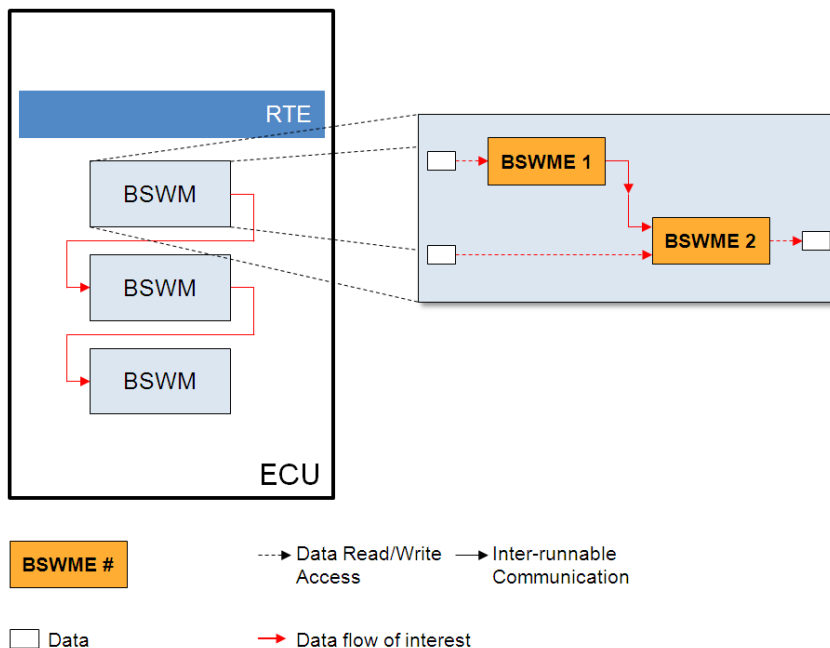 RTE
BSWM
BSWM
BSWM
ECU
BSWME 1
BSWME 2
BSWME #
Data Read/Write
Access
Inter-runnable
Communication
Data
Data flow of interest